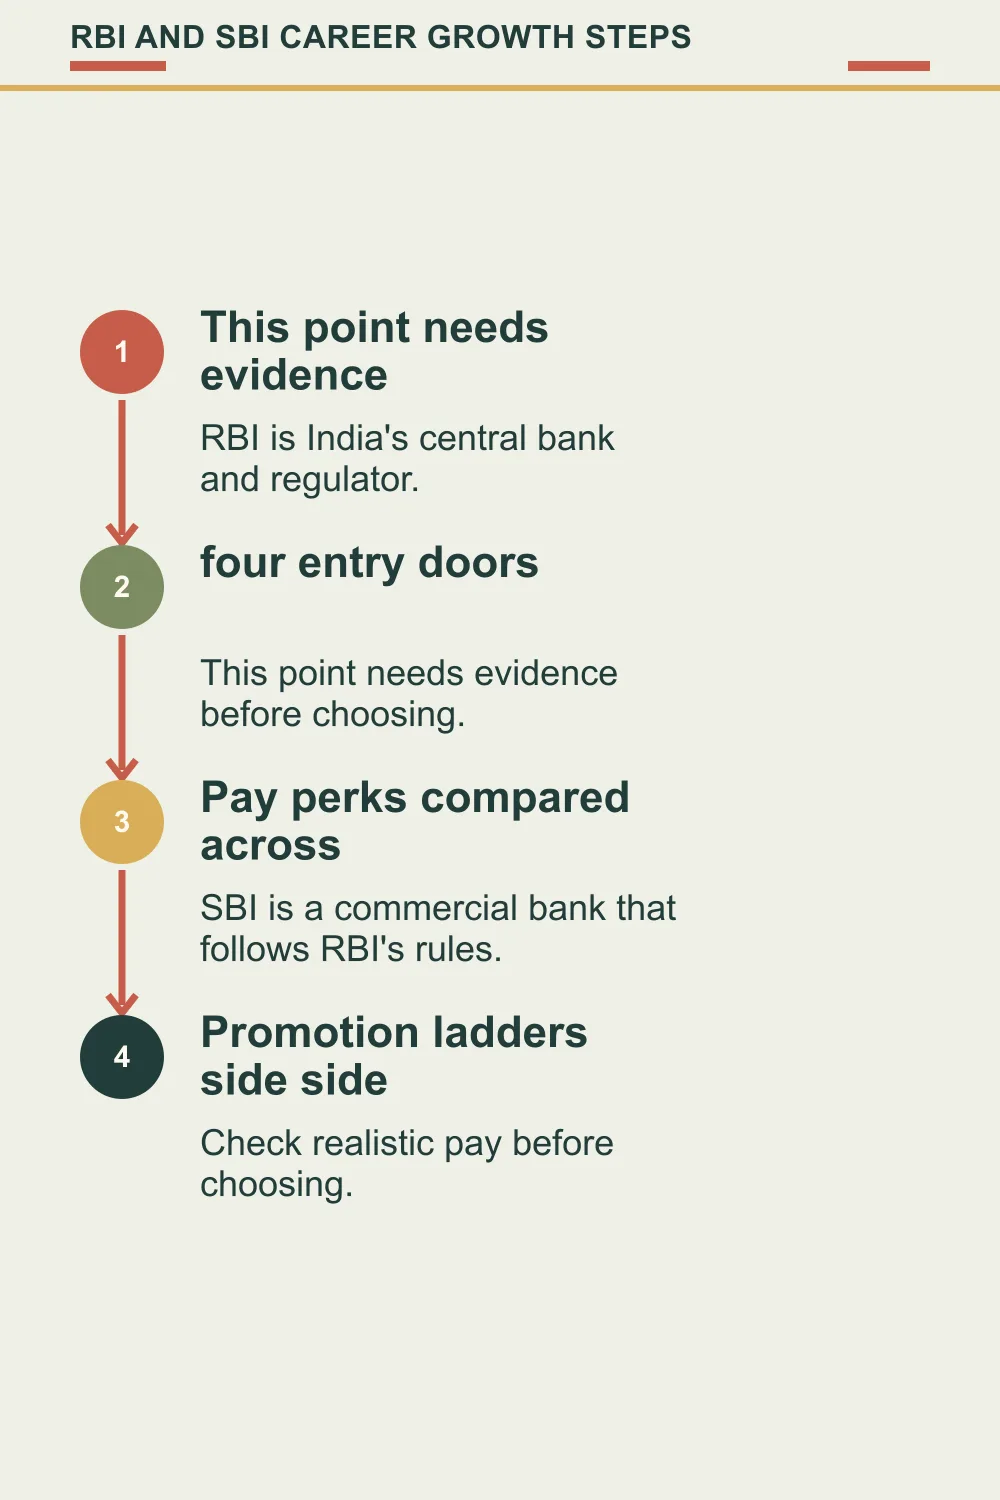 RBI AND SBI CAREER GROWTH STEPS
1
This point needs
evidence
RBI is India's central bank
and regulator.
2
four entry doors
This point needs evidence
before choosing.
3
Pay perks compared
across
SBI is a commercial bank that
follows RBI's rules.
4
Promotion ladders
side side
Check realistic pay before
choosing.